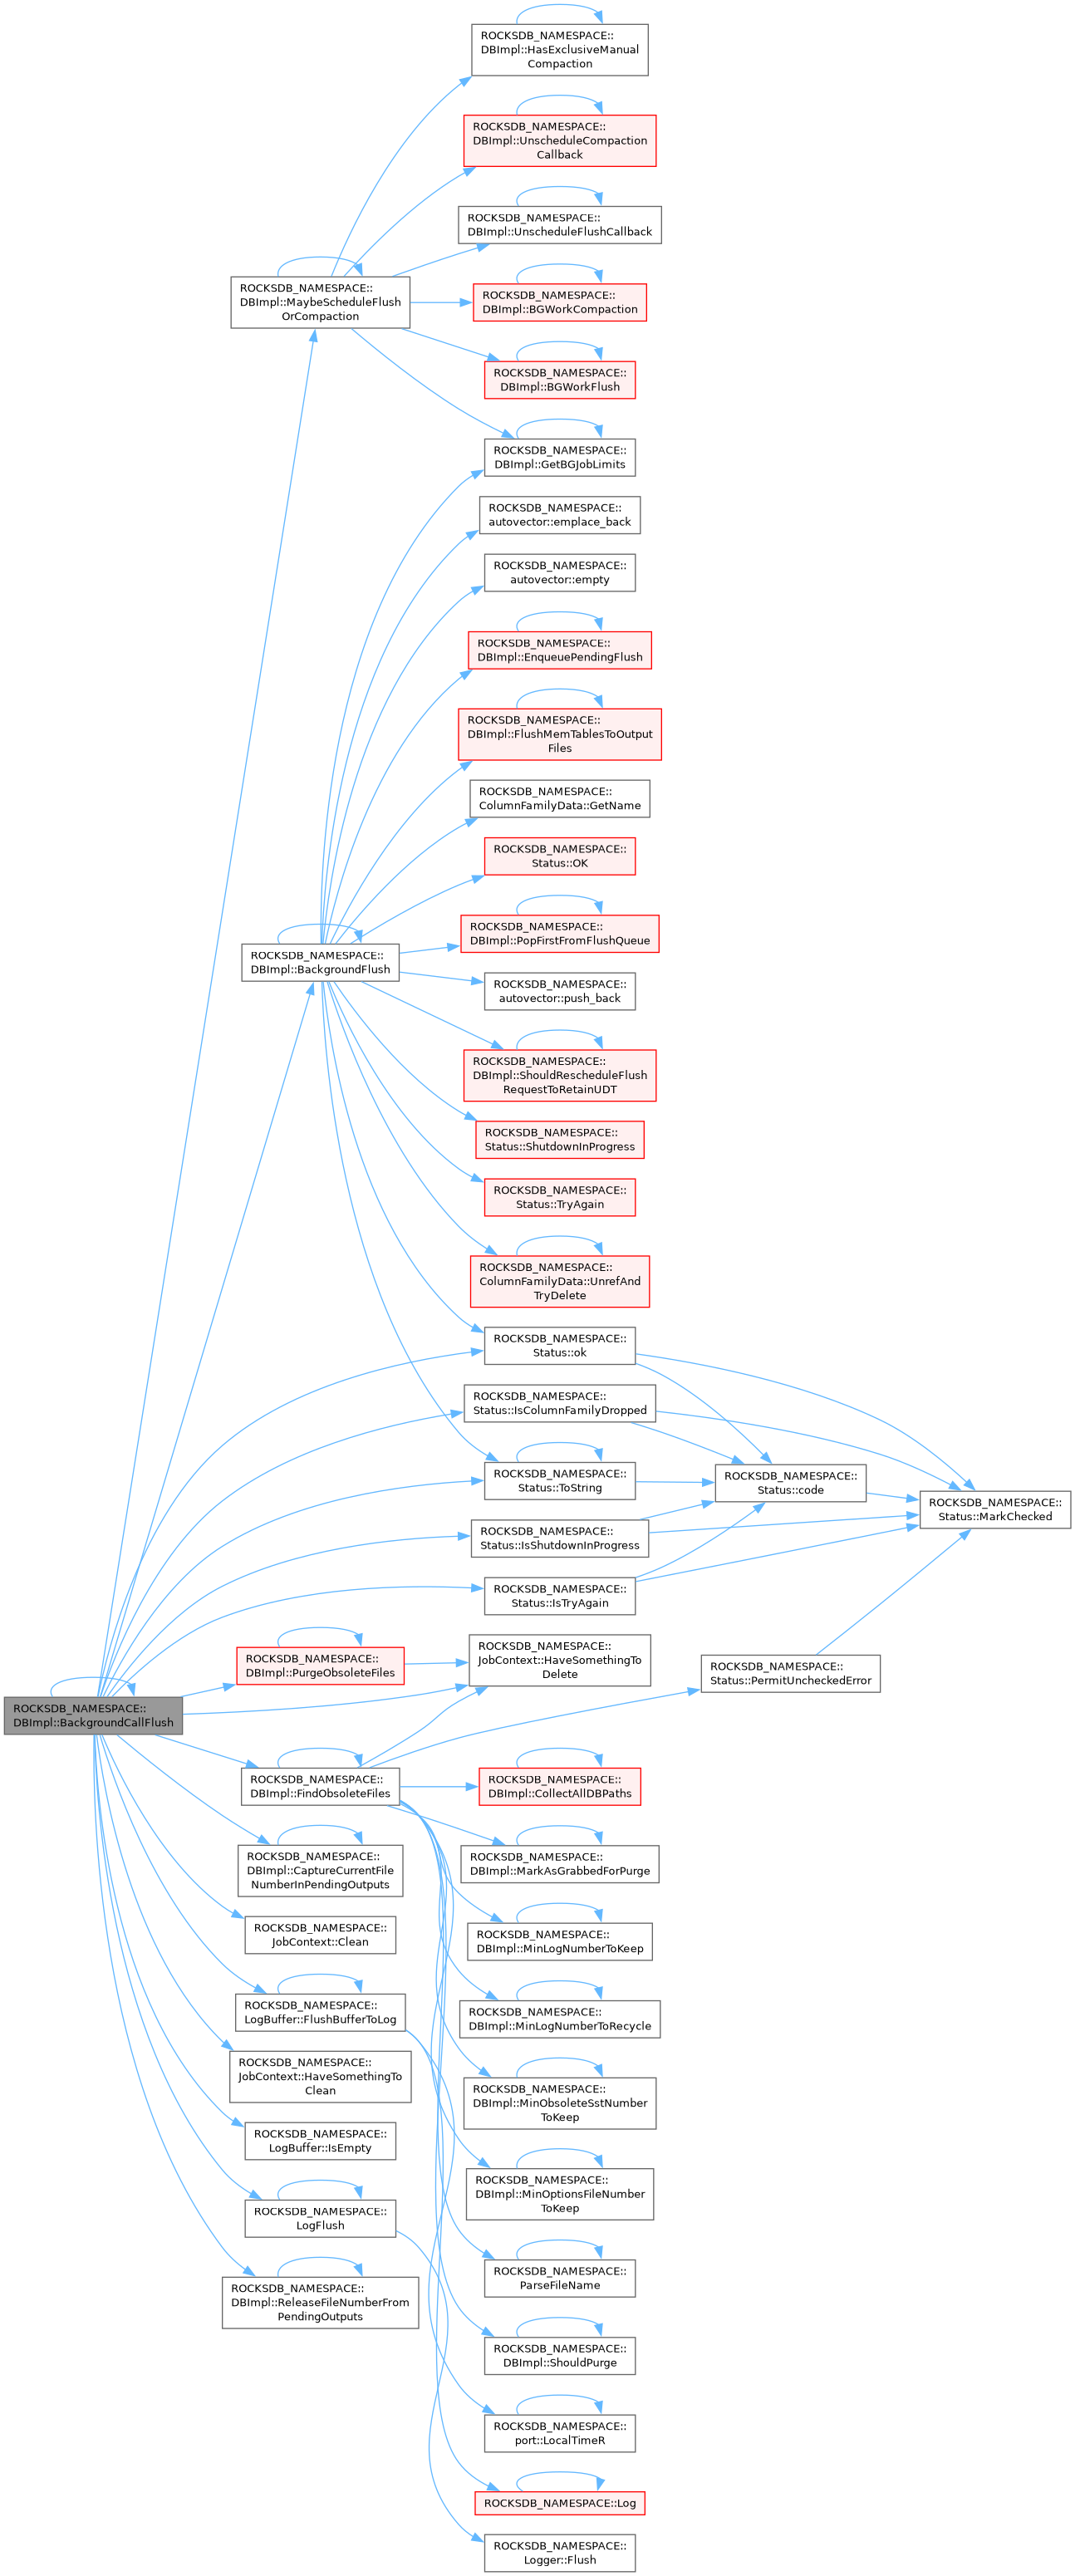 ROCKSDB_NAMESPACE::
DBImpl::HasExclusiveManual
Compaction
ROCKSDB_NAMESPACE::
DBImpl::UnscheduleCompaction
Callback
ROCKSDB_NAMESPACE::
DBImpl::UnscheduleFlushCallback
ROCKSDB_NAMESPACE::
DBImpl::MaybeScheduleFlush
OrCompaction
ROCKSDB_NAMESPACE::
DBImpl::BGWorkCompaction
ROCKSDB_NAMESPACE::
DBImpl::BGWorkFlush
ROCKSDB_NAMESPACE::
DBImpl::GetBGJobLimits
ROCKSDB_NAMESPACE::
autovector::emplace_back
ROCKSDB_NAMESPACE::
autovector::empty
ROCKSDB_NAMESPACE::
DBImpl::EnqueuePendingFlush
ROCKSDB_NAMESPACE::
DBImpl::FlushMemTablesToOutput
Files
ROCKSDB_NAMESPACE::
ColumnFamilyData::GetName
ROCKSDB_NAMESPACE::
Status::OK
ROCKSDB_NAMESPACE::
DBImpl::PopFirstFromFlushQueue
ROCKSDB_NAMESPACE::
DBImpl::BackgroundFlush
ROCKSDB_NAMESPACE::
autovector::push_back
ROCKSDB_NAMESPACE::
DBImpl::ShouldRescheduleFlush
RequestToRetainUDT
ROCKSDB_NAMESPACE::
Status::ShutdownInProgress
ROCKSDB_NAMESPACE::
Status::TryAgain
ROCKSDB_NAMESPACE::
ColumnFamilyData::UnrefAnd
TryDelete
ROCKSDB_NAMESPACE::
Status::ok
ROCKSDB_NAMESPACE::
Status::IsColumnFamilyDropped
ROCKSDB_NAMESPACE::
Status::ToString
ROCKSDB_NAMESPACE::
Status::code
ROCKSDB_NAMESPACE::
Status::MarkChecked
ROCKSDB_NAMESPACE::
Status::IsShutdownInProgress
ROCKSDB_NAMESPACE::
Status::IsTryAgain
ROCKSDB_NAMESPACE::
DBImpl::PurgeObsoleteFiles
ROCKSDB_NAMESPACE::
JobContext::HaveSomethingTo
Delete
ROCKSDB_NAMESPACE::
Status::PermitUncheckedError
ROCKSDB_NAMESPACE::
DBImpl::BackgroundCallFlush
ROCKSDB_NAMESPACE::
DBImpl::FindObsoleteFiles
ROCKSDB_NAMESPACE::
DBImpl::CollectAllDBPaths
ROCKSDB_NAMESPACE::
DBImpl::CaptureCurrentFile
NumberInPendingOutputs
ROCKSDB_NAMESPACE::
DBImpl::MarkAsGrabbedForPurge
ROCKSDB_NAMESPACE::
JobContext::Clean
ROCKSDB_NAMESPACE::
DBImpl::MinLogNumberToKeep
ROCKSDB_NAMESPACE::
LogBuffer::FlushBufferToLog
ROCKSDB_NAMESPACE::
DBImpl::MinLogNumberToRecycle
ROCKSDB_NAMESPACE::
JobContext::HaveSomethingTo
Clean
ROCKSDB_NAMESPACE::
DBImpl::MinObsoleteSstNumber
ToKeep
ROCKSDB_NAMESPACE::
LogBuffer::IsEmpty
ROCKSDB_NAMESPACE::
DBImpl::MinOptionsFileNumber
ToKeep
ROCKSDB_NAMESPACE::
LogFlush
ROCKSDB_NAMESPACE::
ParseFileName
ROCKSDB_NAMESPACE::
DBImpl::ReleaseFileNumberFrom
PendingOutputs
ROCKSDB_NAMESPACE::
DBImpl::ShouldPurge
ROCKSDB_NAMESPACE::
port::LocalTimeR
ROCKSDB_NAMESPACE::Log
ROCKSDB_NAMESPACE::
Logger::Flush